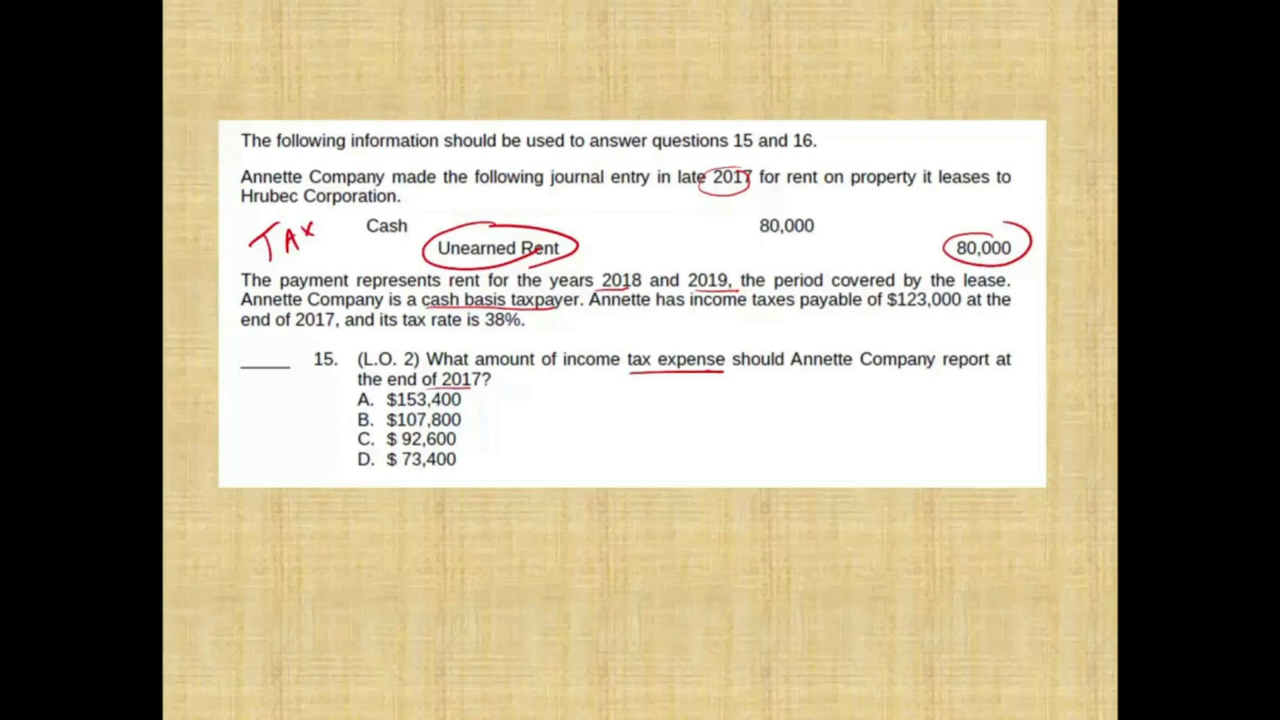 The following information should be used to answer questions 15 and 16.
Annette Company made the following journal entry in late 2017 for rent on property it leases to
Hrubec Corporation.
TAX Cash 80,000
Unearned Rent 80,000
The payment represents rent for the years 2018 and 2019, the period covered by the lease.
Annette Company is a cash basis taxpayer. Annette has income taxes payable of $123,000 at the
end of 2017, and its tax rate is 38%.
_____ 15. (L.O. 2) What amount of income tax expense should Annette Company report at
the end of 2017?
A. $153,400
B. $107,800
C. $ 92,600
D. $ 73,400